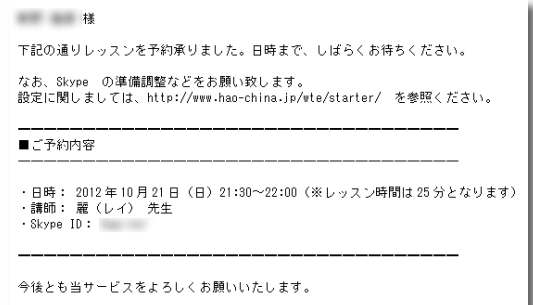 様
下記の通りレッスンを予約承りました。日時まで、しばらくお待ちください。
なお、Skype の準備調整などをお願い致します。
設定に関しましては、http://www.hao-china.jp/wte/starter/ を参照ください。
■ご予約内容
・日時： 2012年10月21日（日）21:30～22:00（※レッスン時間は25分となります）
・講師： 麗（レイ） 先生
・Skype ID：
今後とも当サービスをよろしくお願いいたします。